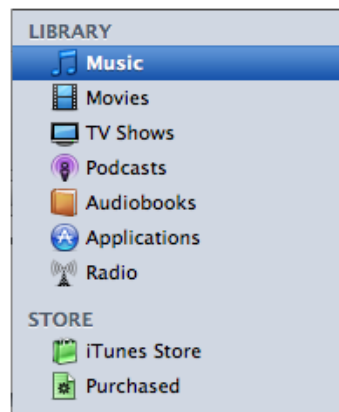 LIBRARY
Music
Movies
TV Shows
Podcasts
Audiobooks
Applications
Radio
STORE
iTunes Store
Purchased